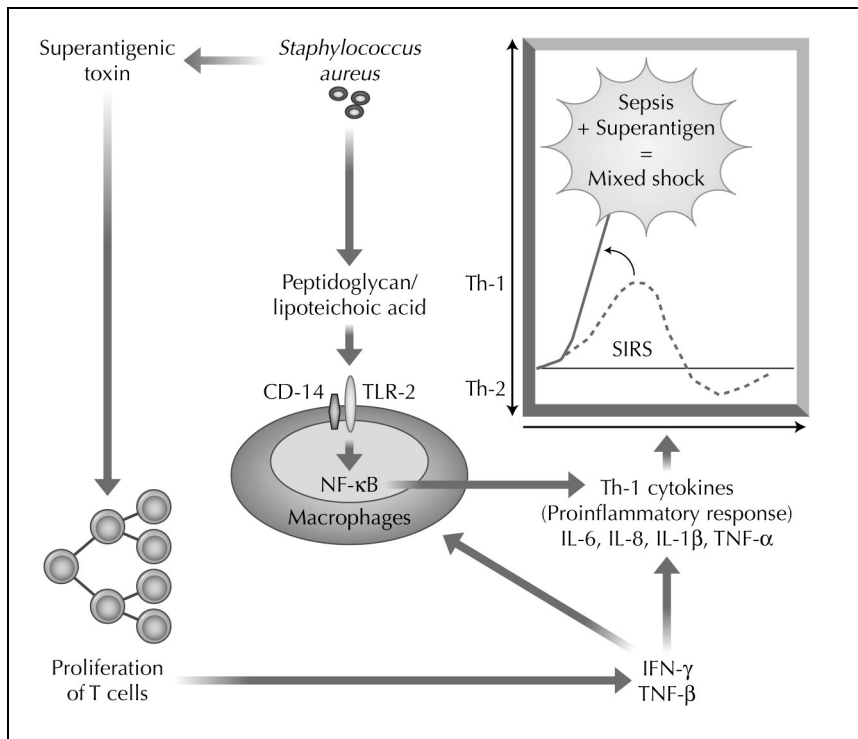 Superantigenic
toxin
Staphylococcus
aureus
Peptidoglycan/
lipoteichoic acid
CD-14
TLR-2
NF-κB
Macrophages
Proliferation
of T cells
IFN-γ
TNF-β
Th-1 cytokines
(Proinflammatory response)
IL-6, IL-8, IL-1β, TNF-α
Sepsis
+ Superantigen
=
Mixed shock
Th-1
SIRS
Th-2